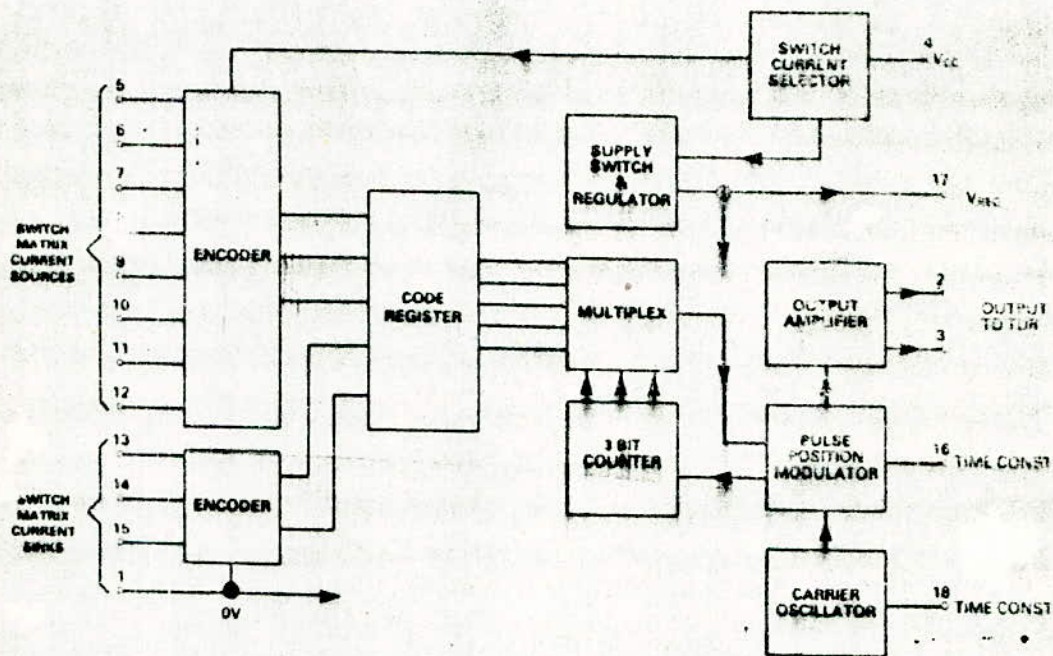 SWITCH
CURRENT
SELECTOR
4
VCC
5
6
7
9
10
11
12
SWITCH
MATRIX
CURRENT
SOURCES
ENCODER
SUPPLY
SWITCH
&
REGULATOR
17
CODE
REGISTER
MULTIPLEX
OUTPUT
AMPLIFIER
2
3
OUTPUT
TO
13
14
15
1
SWITCH
MATRIX
CURRENT
SINKS
ENCODER
0V
3 BIT
COUNTER
PULSE
POSITION
MODULATOR
16 TIME CONST
CARRIER
OSCILLATOR
18 TIME CONST